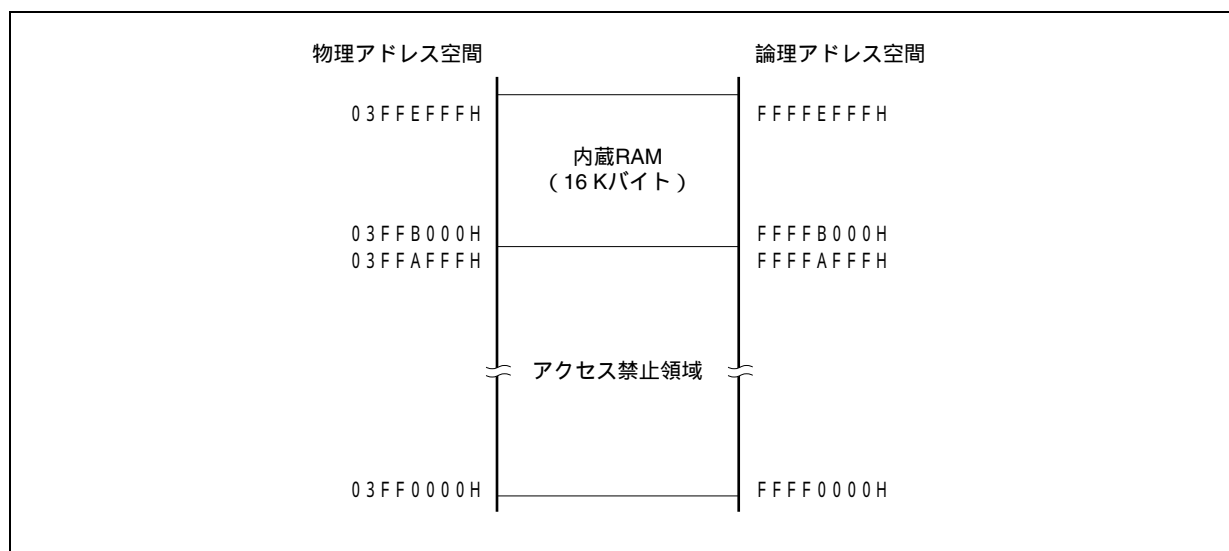 物理アドレス空間 論理アドレス空間
03FFEFFFH FFFFEFFFH
内蔵RAM
(16 Kバイト)
03FFB000H FFFFB000H
03FFAFFFH FFFFAFFFH
アクセス禁止領域
03FF0000H FFFF0000H